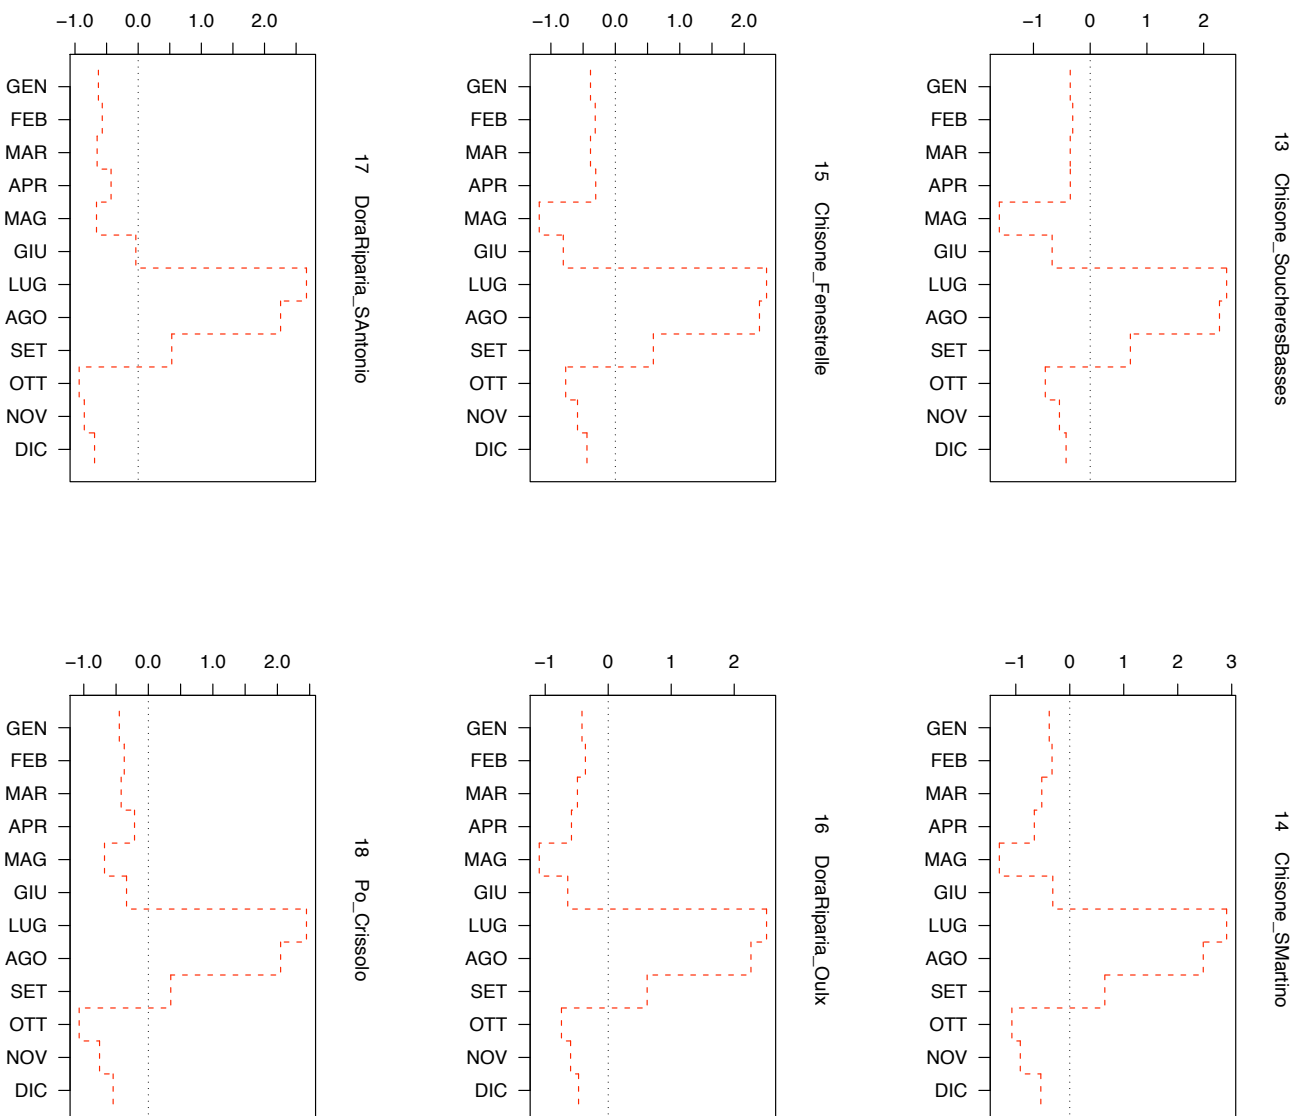 −1.0 0.0 1.0 2.0
GEN
FEB
MAR
APR
MAG
GIU
LUG
AGO
SET
OTT
NOV
DIC
17 DoraRiparia_SAntonio
−1.0 0.0 1.0 2.0
GEN
FEB
MAR
APR
MAG
GIU
LUG
AGO
SET
OTT
NOV
DIC
15 Chisone_Fenestrelle
−1 0 1 2
GEN
FEB
MAR
APR
MAG
GIU
LUG
AGO
SET
OTT
NOV
DIC
13 Chisone_SoucheresBasses
−1.0 0.0 1.0 2.0
GEN
FEB
MAR
APR
MAG
GIU
LUG
AGO
SET
OTT
NOV
DIC
18 Po_Crissolo
−1 0 1 2
GEN
FEB
MAR
APR
MAG
GIU
LUG
AGO
SET
OTT
NOV
DIC
16 DoraRiparia_Oulx
−1 0 1 2 3
GEN
FEB
MAR
APR
MAG
GIU
LUG
AGO
SET
OTT
NOV
DIC
14 Chisone_SMartino